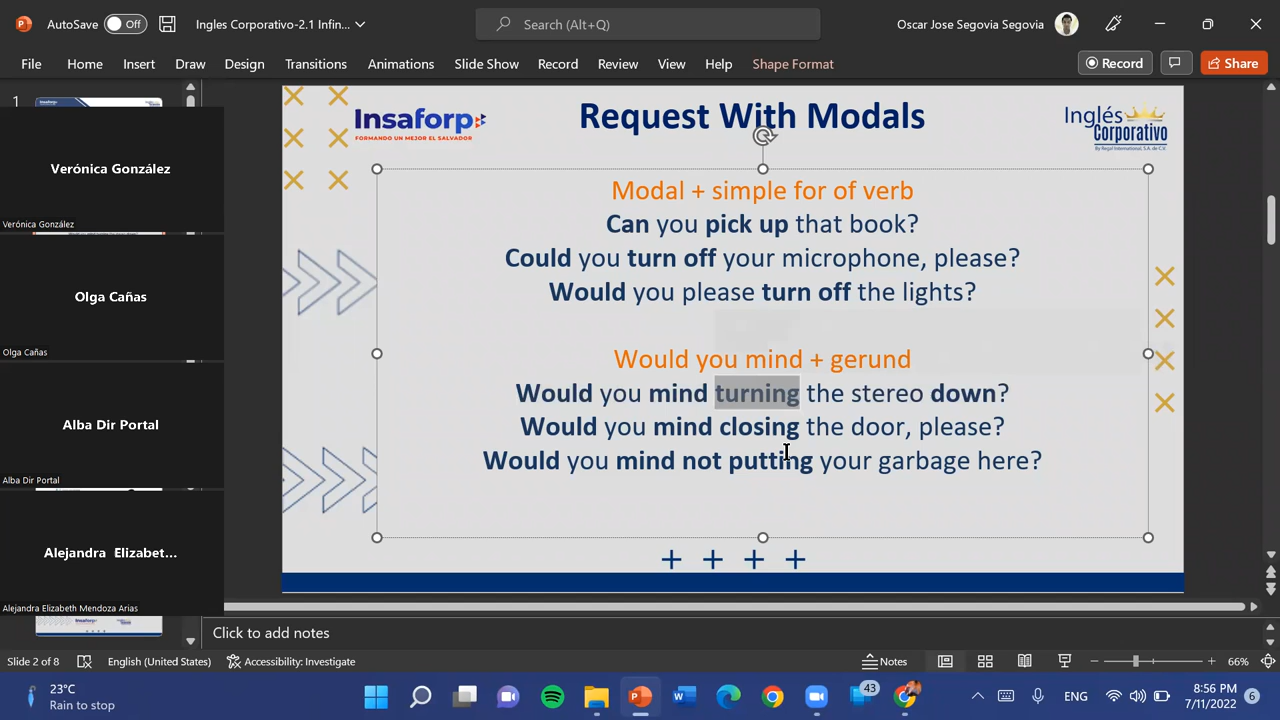 AutoSave Off Ingles Corporativo-2.1 Infin... Search (Alt+Q) Oscar Jose Segovia Segovia
File Home Insert Draw Design Transitions Animations Slide Show Record Review View Help Shape Format Record Share
1
Verónica González
Verónica González
Olga Cañas
Olga Cañas
Alba Dir Portal
Alba Dir Portal
Alejandra Elizabet...
Alejandra Elizabeth Mendoza Arias
Insaforp
FORMANDO UN MEJOR EL SALVADOR
Request With Modals
Inglés
Corporativo
By Regal International, S.A. de C.V.
Modal + simple for of verb
Can you pick up that book?
Could you turn off your microphone, please?
Would you please turn off the lights?
Would you mind + gerund
Would you mind turning the stereo down?
Would you mind closing the door, please?
Would you mind not putting your garbage here?
+ + + +
Click to add notes
Slide 2 of 8 English (United States) Accessibility: Investigate Notes 66%
23°C
Rain to stop
43
ENG
8:56 PM
7/11/2022
6